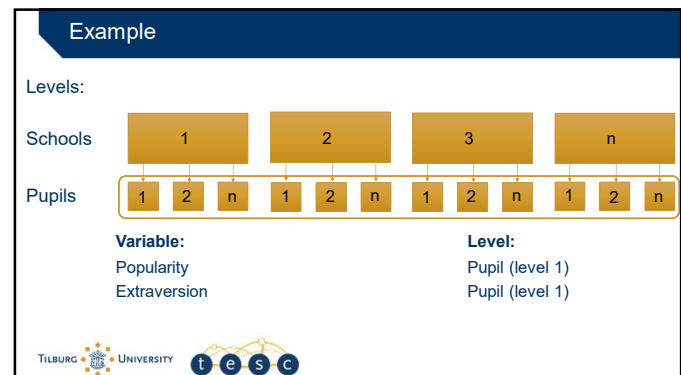 Example
Levels:
Schools 1 2 3 n
Pupils 1 2 n 1 2 n 1 2 n 1 2 n
Variable: Level:
Popularity Pupil (level 1)
Extraversion Pupil (level 1)
TILBURG UNIVERSITY tesc